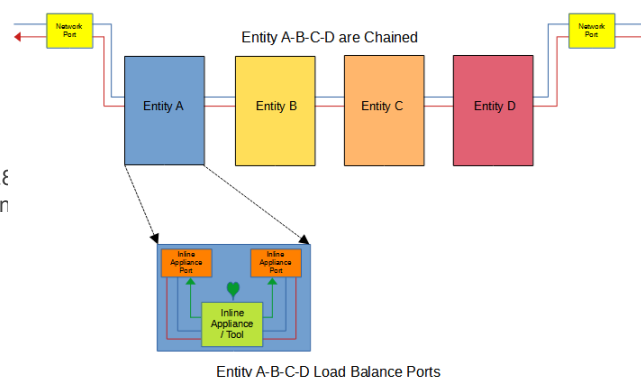 Network
Port
Network
Port
Entity A-B-C-D are Chained
Entity A
Entity B
Entity C
Entity D
Inline
Appliance
Port
Inline
Appliance
Port
Inline
Appliance
/ Tool
Entity A-B-C-D Load Balance Ports